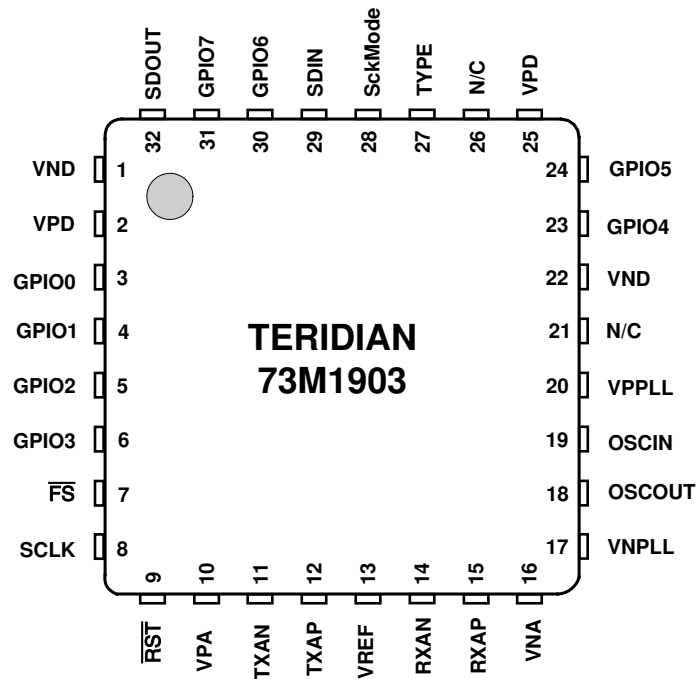 SDOUT
GPIO7
GPIO6
SDIN
SckMode
TYPE
N/C
VPD
32
31
30
29
28
27
26
25
VND 1
24 GPIO5
VPD 2
23 GPIO4
GPIO0 3
22 VND
GPIO1 4
21 N/C
TERIDIAN
73M1903
GPIO2 5
20 VPPLL
GPIO3 6
19 OSCIN
FS 7
18 OSCOUT
SCLK 8
17 VNPLL
9
10
11
12
13
14
15
16
RST
VPA
TXAN
TXAP
VREF
RXAN
RXAP
VNA